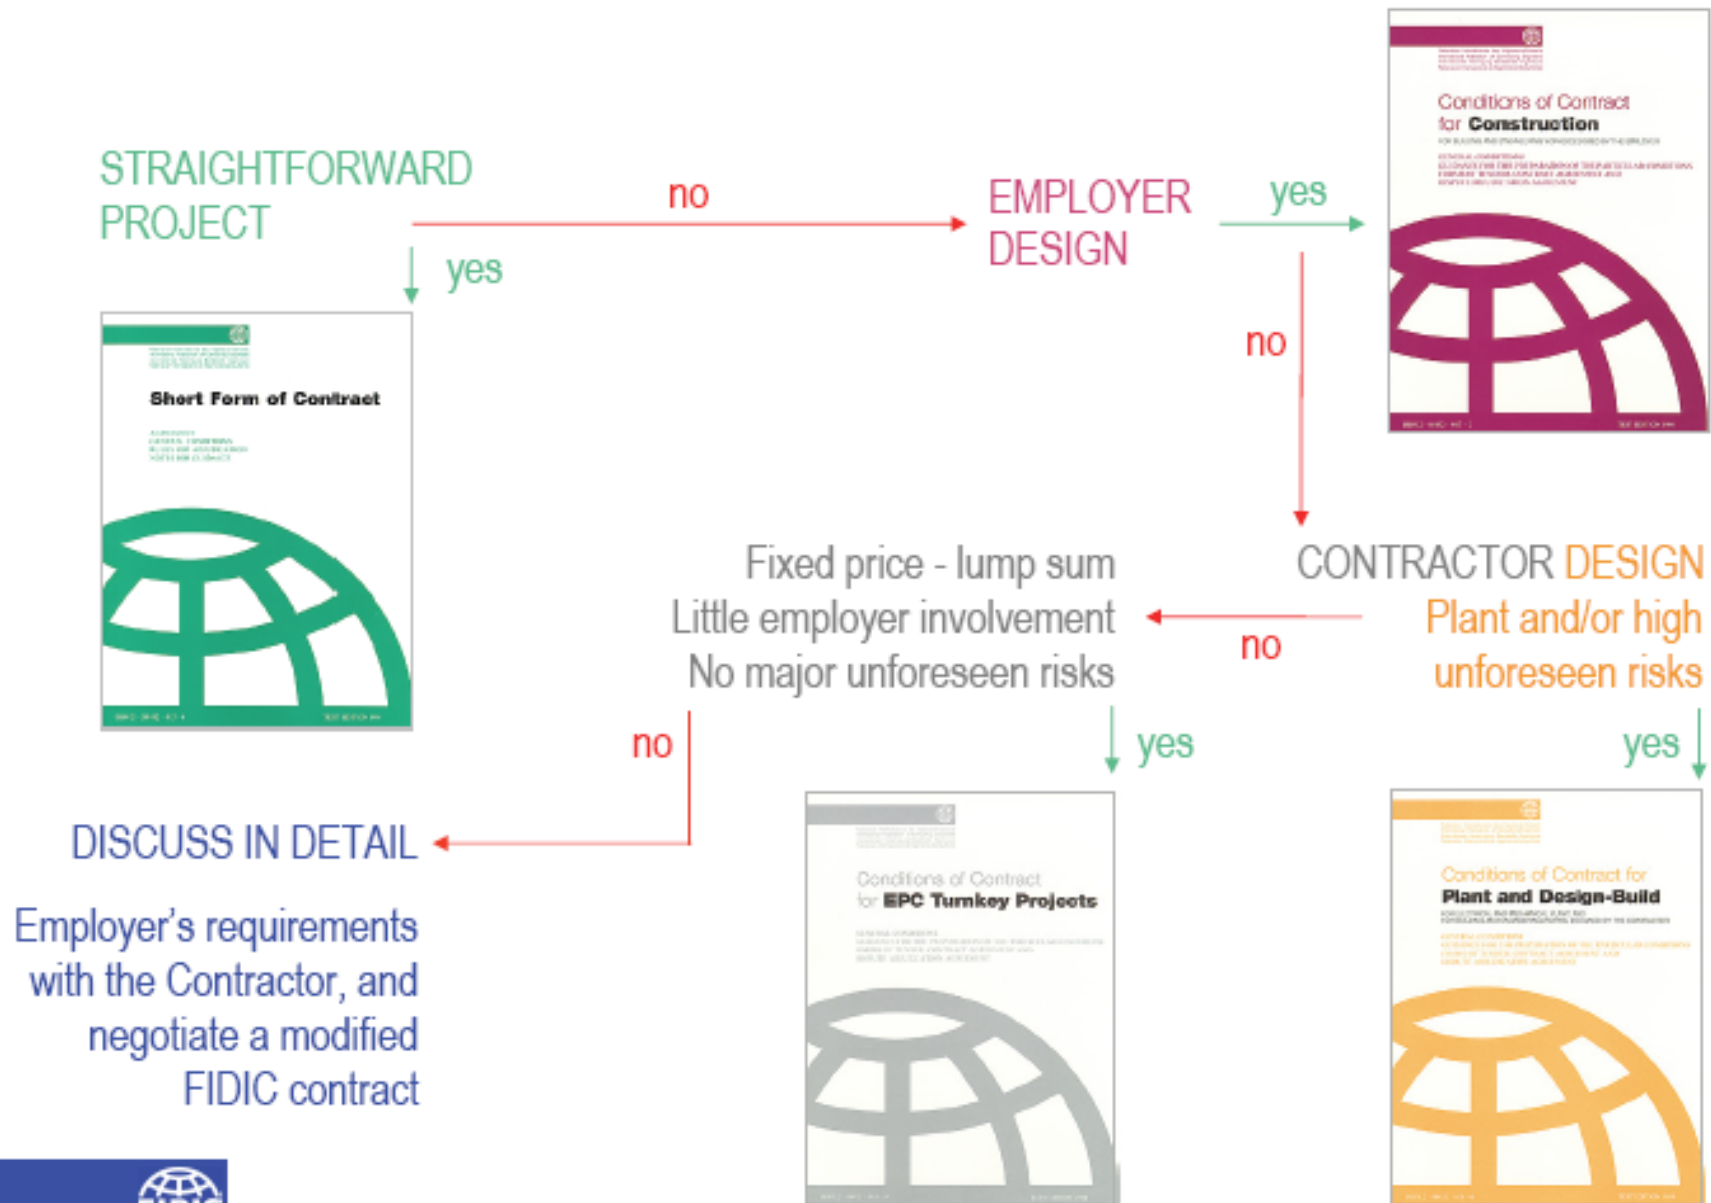 STRAIGHTFORWARD
PROJECT
no
yes
EMPLOYER
DESIGN
yes
no
Conditions of Contract
for Construction
Short Form of Contract
Fixed price - lump sum
Little employer involvement
No major unforeseen risks
CONTRACTOR DESIGN
Plant and/or high
unforeseen risks
no
no
yes
yes
DISCUSS IN DETAIL
Employer’s requirements
with the Contractor, and
negotiate a modified
FIDIC contract
Conditions of Contract
for EPC Turnkey Projects
Conditions of Contract for
Plant and Design-Build